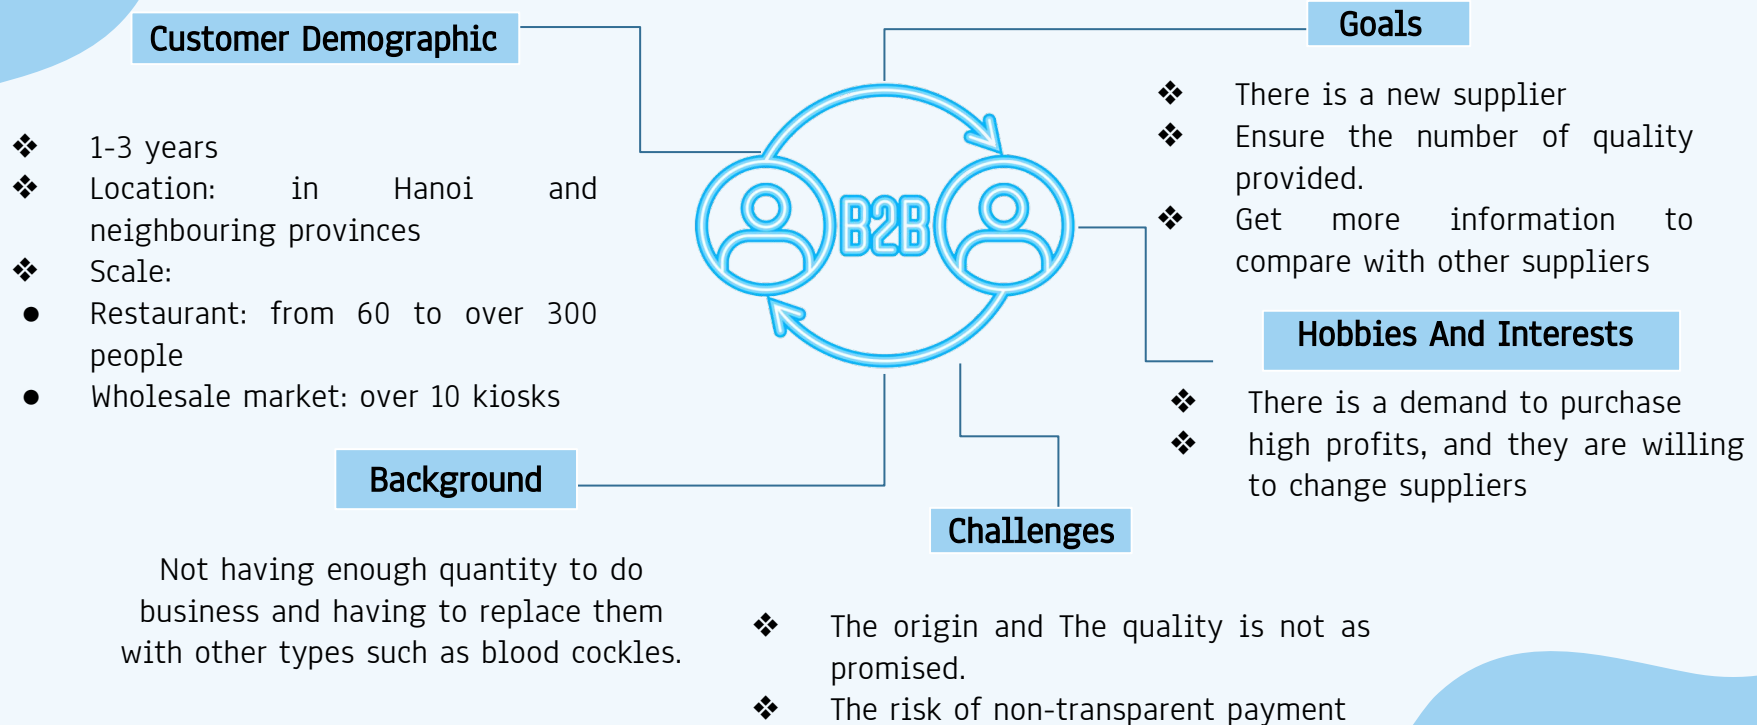 Customer Demographic
❖ 1-3 years
❖ Location: in Hanoi and
neighbouring provinces
❖ Scale:
● Restaurant: from 60 to over 300
people
● Wholesale market: over 10 kiosks
Background
Not having enough quantity to do
business and having to replace them
with other types such as blood cockles.
B2B
Goals
❖ There is a new supplier
❖ Ensure the number of quality
provided.
❖ Get more information to
compare with other suppliers
Hobbies And Interests
❖ There is a demand to purchase
❖ high profits, and they are willing
to change suppliers
Challenges
❖ The origin and The quality is not as
promised.
❖ The risk of non-transparent payment